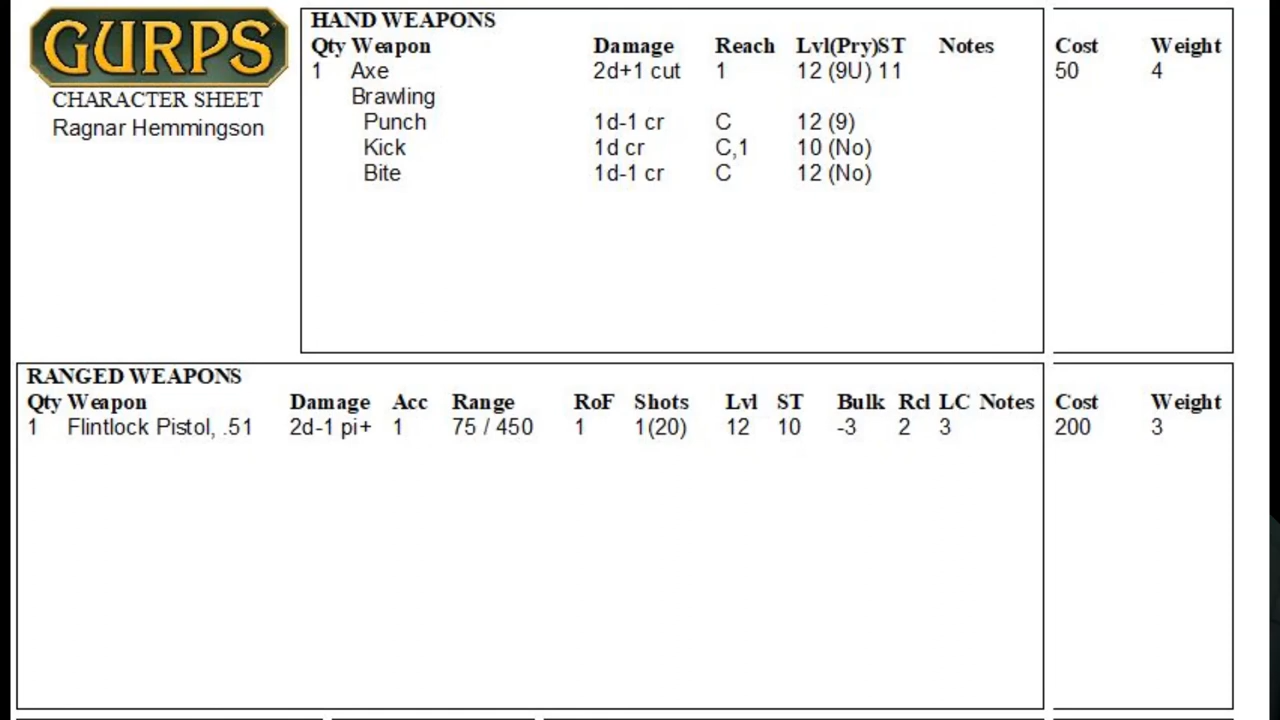 GURPS
CHARACTER SHEET
Ragnar Hemmingson
HAND WEAPONS
Qty Weapon Damage Reach Lvl(Pry)ST Notes Cost Weight
1 Axe 2d+1 cut 1 12 (9U) 11 50 4
Brawling
Punch 1d-1 cr C 12 (9)
Kick 1d cr C,1 10 (No)
Bite 1d-1 cr C 12 (No)
RANGED WEAPONS
Qty Weapon Damage Acc Range RoF Shots Lvl ST Bulk Rcl LC Notes Cost Weight
1 Flintlock Pistol, .51 2d-1 pi+ 1 75 / 450 1 1(20) 12 10 -3 2 3 200 3